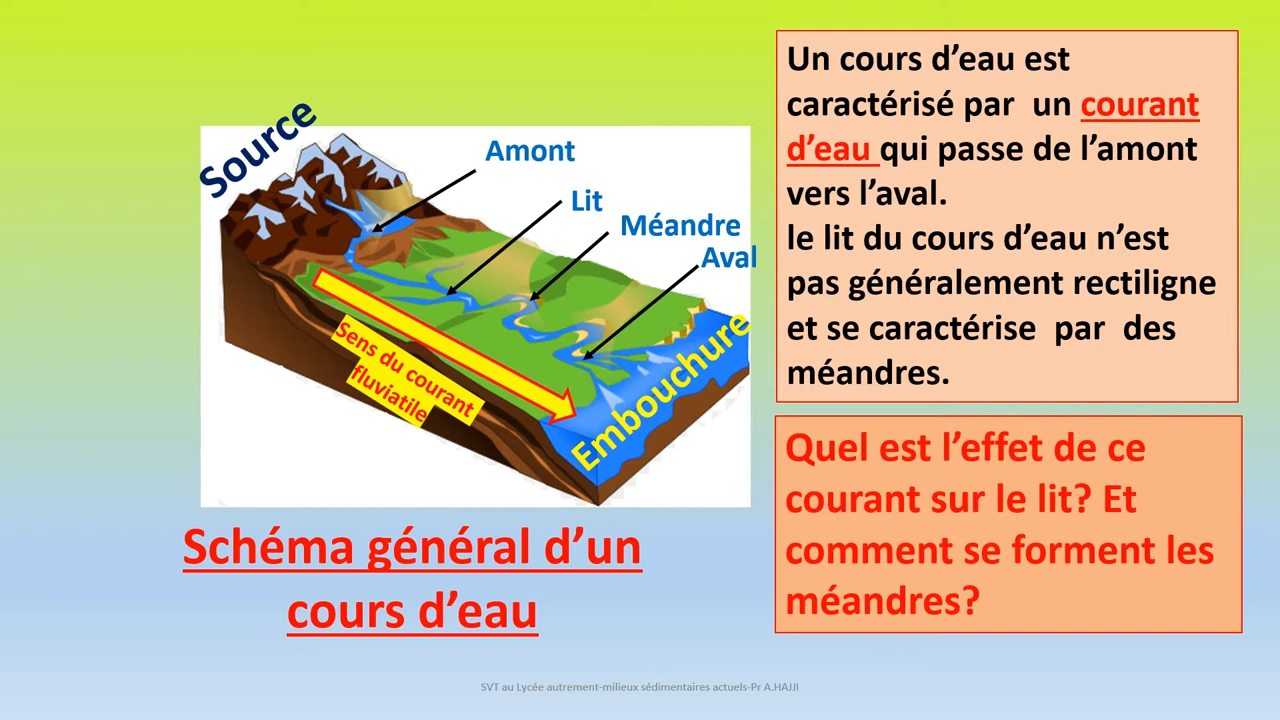 Source
Amont
Lit
Méandre
Aval
Sens du courant
fluviatile
Embouchure
Schéma général d’un
cours d’eau
Un cours d’eau est
caractérisé par un courant
d’eau qui passe de l’amont
vers l’aval.
le lit du cours d’eau n’est
pas généralement rectiligne
et se caractérise par des
méandres.
Quel est l’effet de ce
courant sur le lit? Et
comment se forment les
méandres?
SVT au Lycée autrement-milieux sédimentaires actuels-Pr A.HAJJI